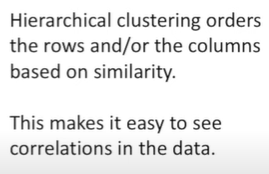 Hierarchical clustering orders
the rows and/or the columns
based on similarity.
This makes it easy to see
correlations in the data.